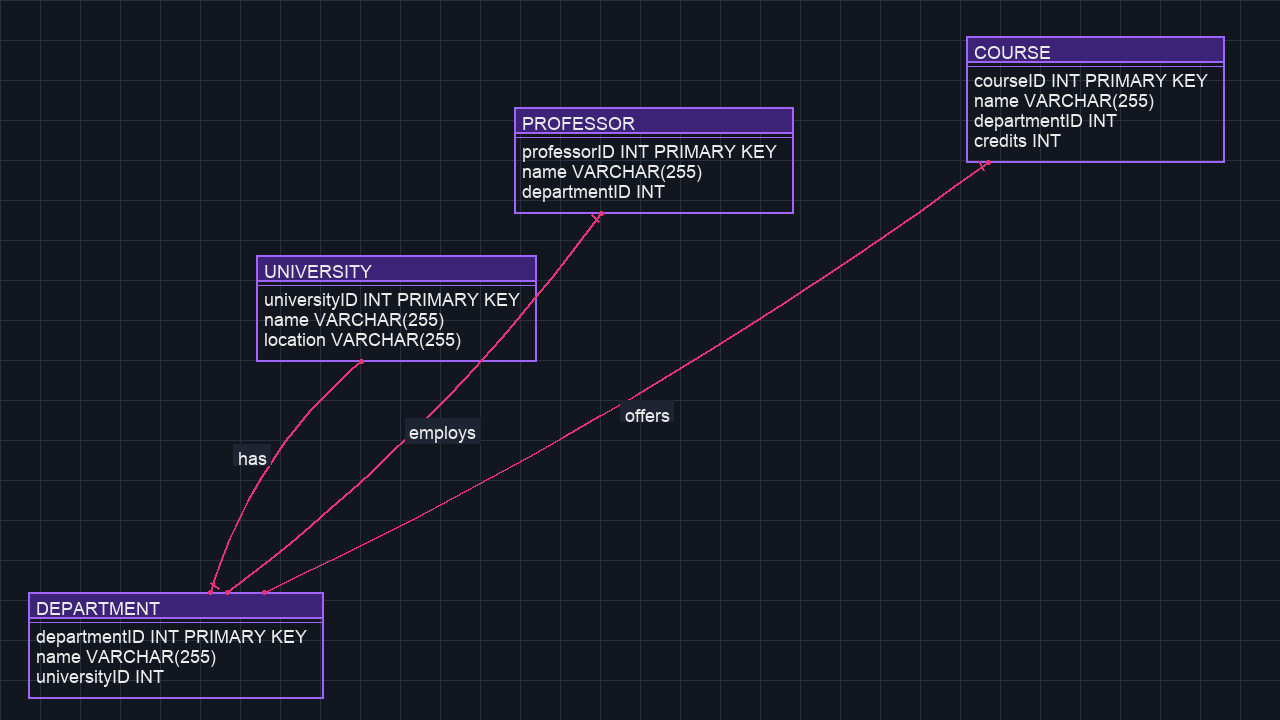 COURSE
courseID INT PRIMARY KEY
name VARCHAR(255)
departmentID INT
credits INT
PROFESSOR
professorID INT PRIMARY KEY
name VARCHAR(255)
departmentID INT
UNIVERSITY
universityID INT PRIMARY KEY
name VARCHAR(255)
location VARCHAR(255)
offers
employs
has
DEPARTMENT
departmentID INT PRIMARY KEY
name VARCHAR(255)
universityID INT